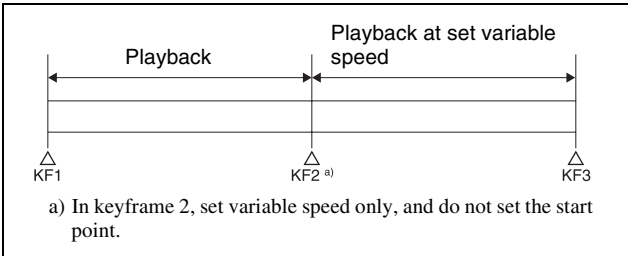 Playback at set variable
speed
Playback
KF1
KF2 a)
KF3
a) In keyframe 2, set variable speed only, and do not set the start
point.